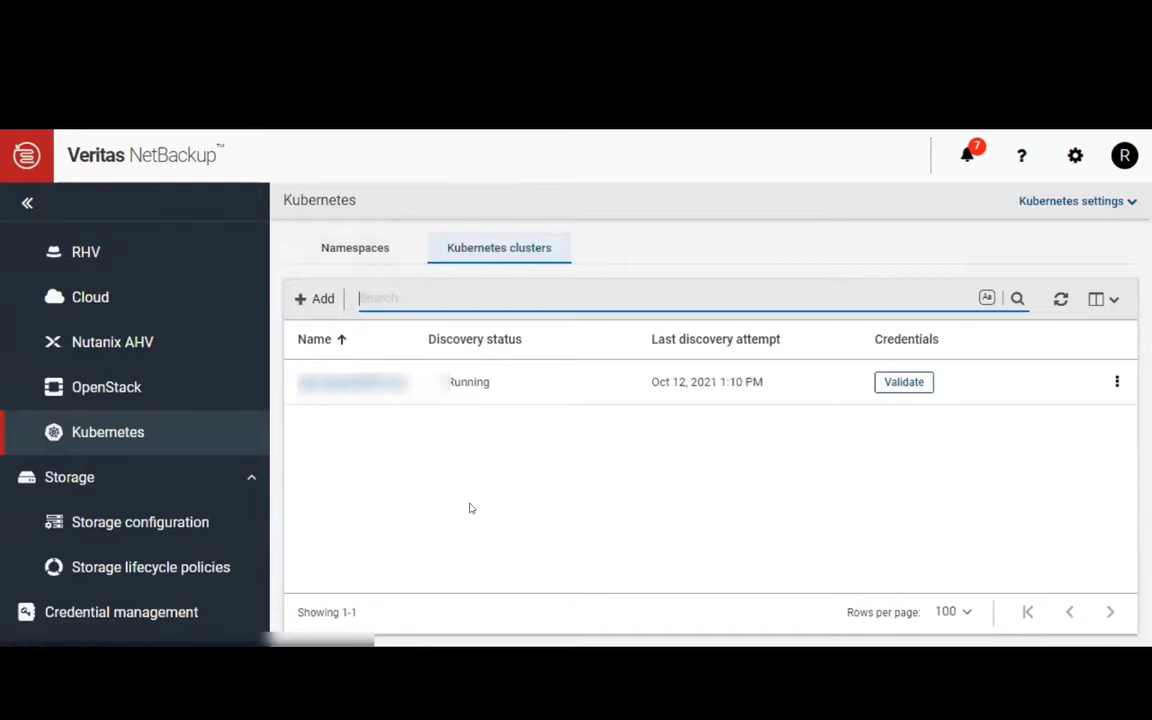 Veritas NetBackup™
7
?
R
Kubernetes
Kubernetes settings
RHV
Cloud
Nutanix AHV
OpenStack
Kubernetes
Storage
Storage configuration
Storage lifecycle policies
Credential management
Namespaces
Kubernetes clusters
+ Add
Search
Aa
Name
Discovery status
Last discovery attempt
Credentials
Running
Oct 12, 2021 1:10 PM
Validate
Showing 1-1
Rows per page:
100